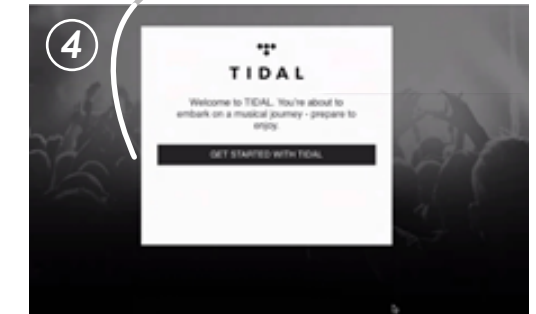 4
TIDAL
Welcome to TIDAL. You're about to
embark on a musical journey - prepare to
enjoy.
GET STARTED WITH TIDAL